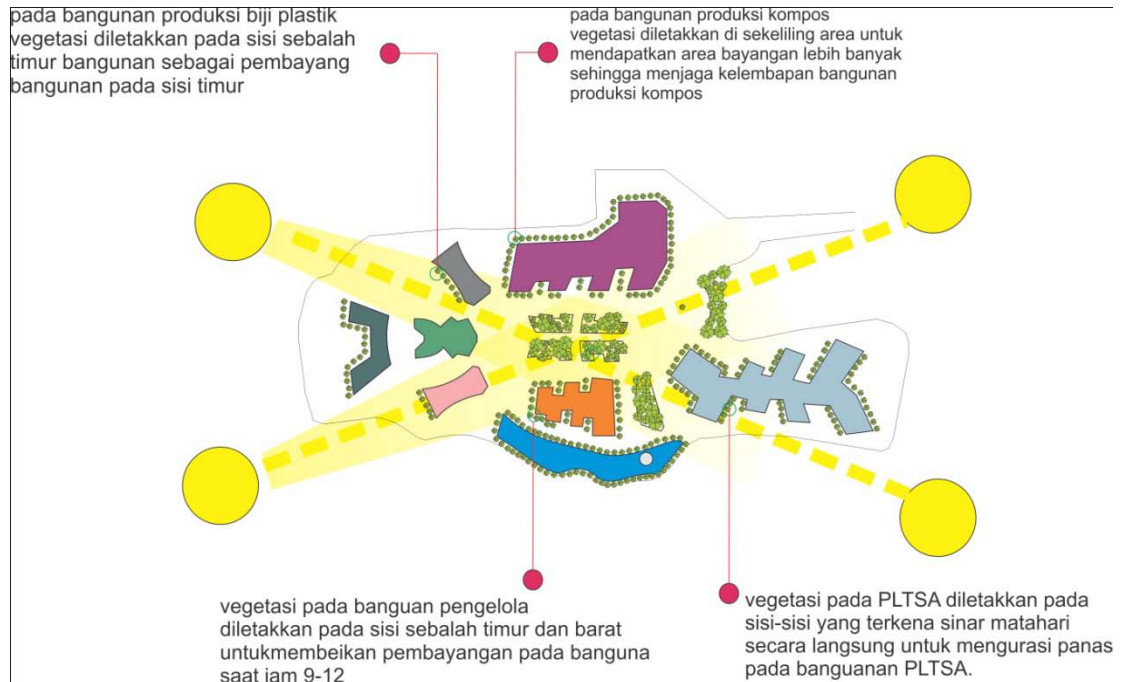 pada bangunan produksi biji plastik
vegetasi diletakkan pada sisi sebalah
timur bangunan sebagai pembayang
bangunan pada sisi timur
pada bangunan produksi kompos
vegetasi diletakkan di sekeliling area untuk
mendapatkan area bayangan lebih banyak
sehingga menjaga kelembapan bangunan
produksi kompos
vegetasi pada banguan pengelola
diletakkan pada sisi sebalah timur dan barat
untukmembeikan pembayangan pada banguna
saat jam 9-12
vegetasi pada PLTSA diletakkan pada
sisi-sisi yang terkena sinar matahari
secara langsung untuk mengurasi panas
pada banguanan PLTSA.